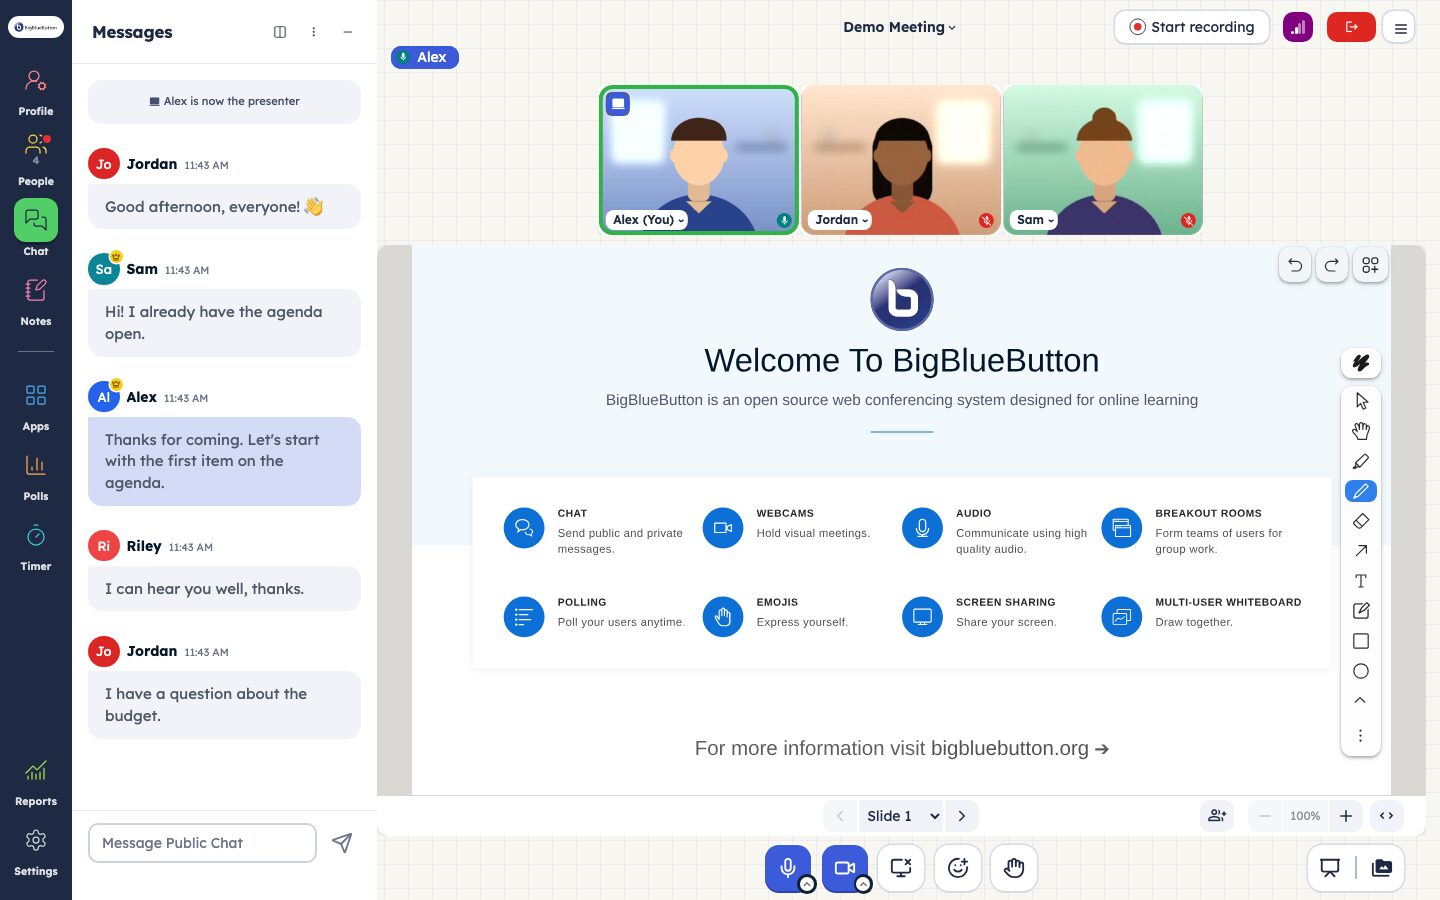 BigBlueButton
Profile
4
People
Chat
Notes
Apps
Polls
Timer
Reports
Settings
Messages
Alex is now the presenter
Jo
Jordan 11:43 AM
Good afternoon, everyone! 👋
Sa
Sam 11:43 AM
Hi! I already have the agenda
open.
Al
Alex 11:43 AM
Thanks for coming. Let's start
with the first item on the
agenda.
Ri
Riley 11:43 AM
I can hear you well, thanks.
Jo
Jordan 11:43 AM
I have a question about the
budget.
Message Public Chat
Demo Meeting
Start recording
Alex
Alex (You)
Jordan
Sam
Welcome To BigBlueButton
BigBlueButton is an open source web conferencing system designed for online learning
CHAT
Send public and private
messages.
WEBCAMS
Hold visual meetings.
AUDIO
Communicate using high
quality audio.
BREAKOUT ROOMS
Form teams of users for
group work.
POLLING
Poll your users anytime.
EMOJIS
Express yourself.
SCREEN SHARING
Share your screen.
MULTI-USER WHITEBOARD
Draw together.
For more information visit bigbluebutton.org ➔
Slide 1
100%